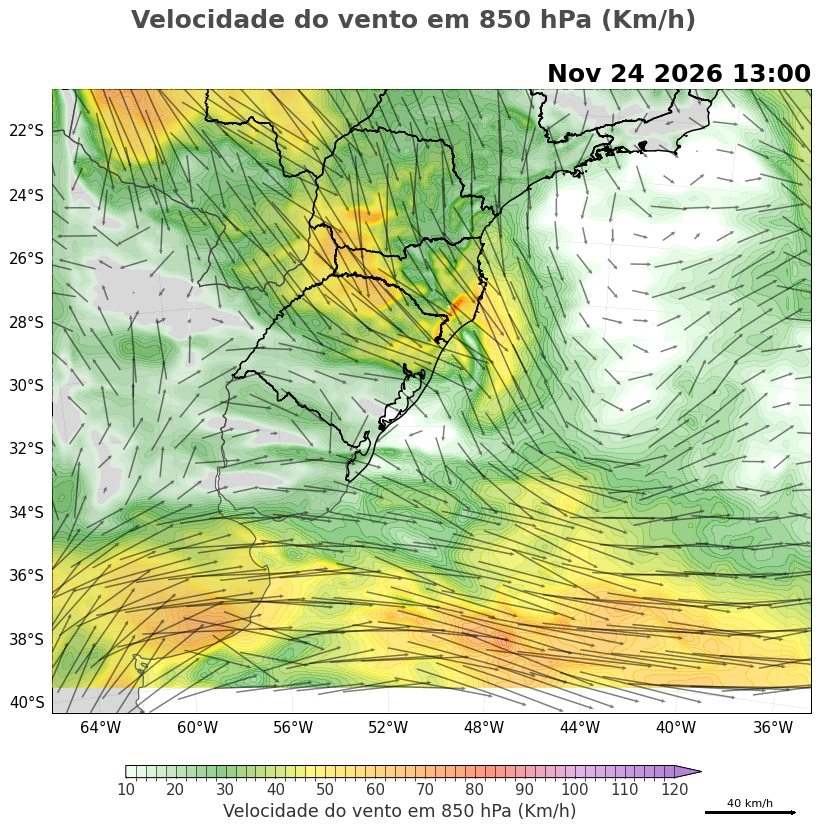 Velocidade do vento em 850 hPa (Km/h)
Nov 24 2026 13:00
22°S
24°S
26°S
28°S
30°S
32°S
34°S
36°S
38°S
40°S
64°W 60°W 56°W 52°W 48°W 44°W 40°W 36°W
10 20 30 40 50 60 70 80 90 100 110 120
Velocidade do vento em 850 hPa (Km/h)
40 km/h